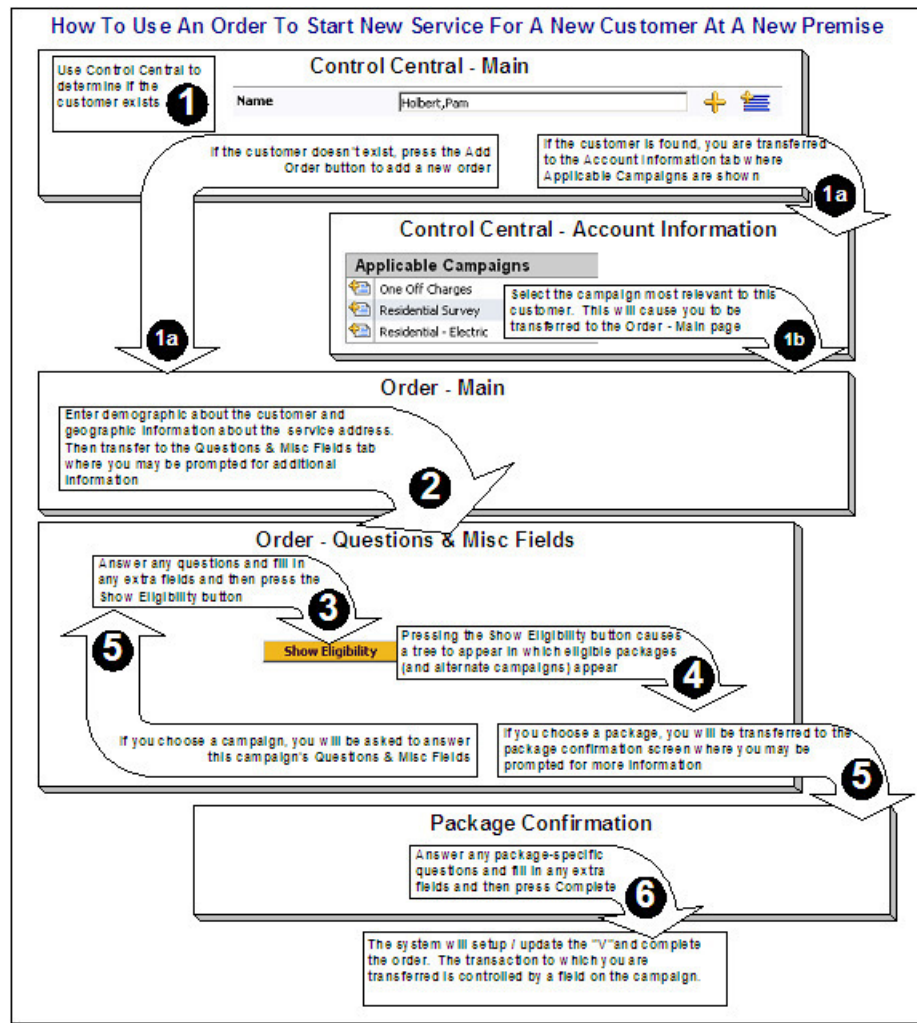 How To Use An Order To Start New Service For A New Customer At A New Premise
Use Control Central to
determine if the
customer exists
1
Control Central - Main
Name
Holbert,Pam
If the customer doesn't exist, press the Add
Order button to add a new order
If the customer is found, you are transferred
to the Account Information tab where
Applicable Campaigns are shown
1a
Control Central - Account Information
Applicable Campaigns
One Off Charges
Residential Survey
Residential - Electric
Select the campaign most relevant to this
customer. This will cause you to be
transferred to the Order - Main page
1b
1a
Order - Main
Enter demographic about the customer and
geographic information about the service address.
Then transfer to the Questions & Misc Fields tab
where you may be prompted for additional
information
2
Order - Questions & Misc Fields
Answer any questions and fill in
any extra fields and then press the
Show Eligibility button
3
5
Show Eligibility
Pressing the Show Eligibility button causes
a tree to appear in which eligible packages
(and alternate campaigns) appear
4
If you choose a campaign, you will be asked to answer
this campaign's Questions & Misc Fields
If you choose a package, you will be transferred to the
package confirmation screen where you may be
prompted for more information
5
Package Confirmation
Answer any package-specific
questions and fill in any extra
fields and then press Complete
6
The system will setup / update the "V"and complete
the order. The transaction to which you are
transferred is controlled by a field on the campaign.